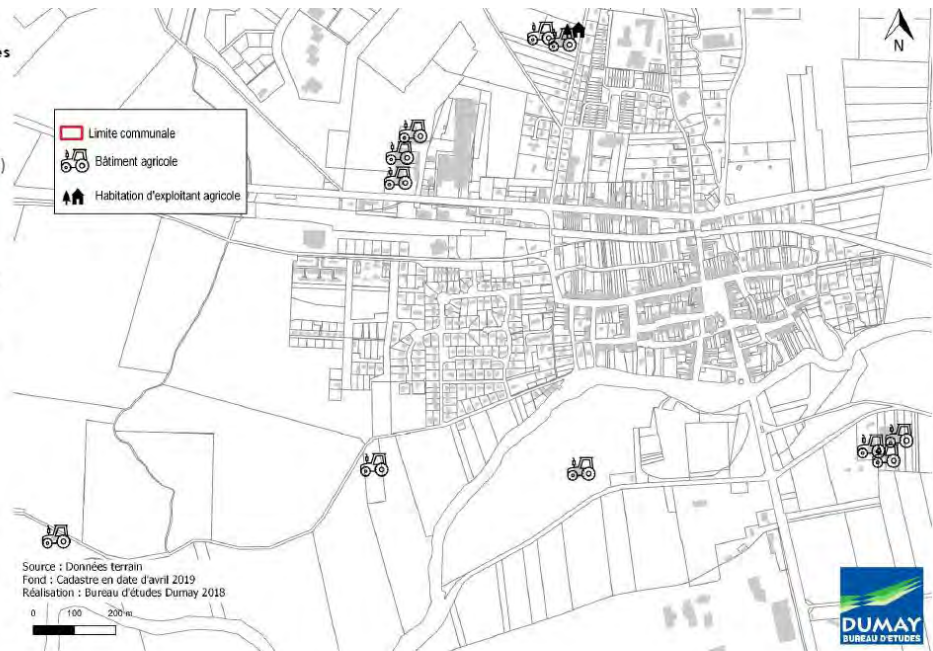 es
)
N
Limite communale
Bâtiment agricole
Habitation d'exploitant agricole
Source : Données terrain
Fond : Cadastre en date d'avril 2019
Réalisation : Bureau d'études Dumay 2018
0 100 200 m
DUMAY
BUREAU D'ETUDES